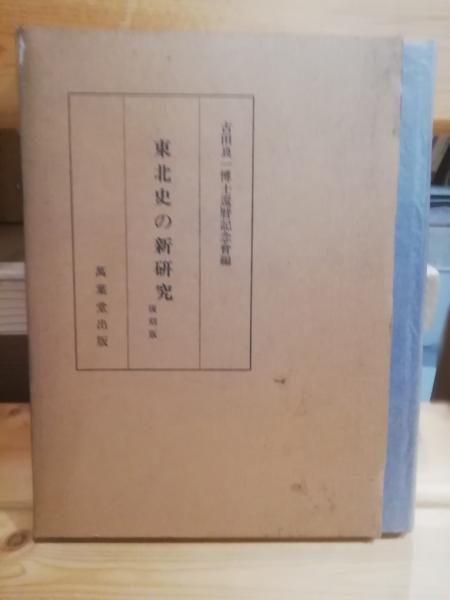 古田良一博士還暦記念會編
東北史の新研究
復刻版
萬葉堂出版